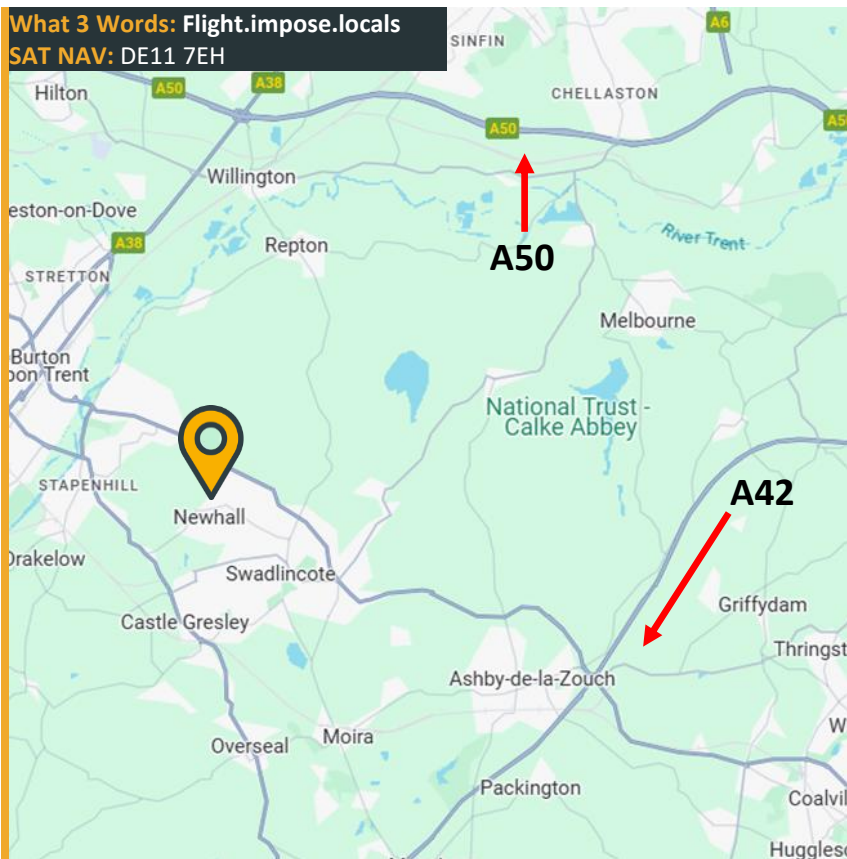 What 3 Words: Flight.impose.locals
SAT NAV: DE11 7EH
A6
SINFIN
Hilton
A50
A38
CHELLASTON
A50
A5
Willington
eston-on-Dove
A38
Repton
River Trent
A50
STRETTON
Melbourne
Burton
pon Trent
National Trust -
Calke Abbey
STAPENHILL
A42
Newhall
Drakelow
Swadlincote
Griffydam
Castle Gresley
Thringst
Ashby-de-la-Zouch
Overseal
Moira
W
Packington
Coalvil
Hugglesc